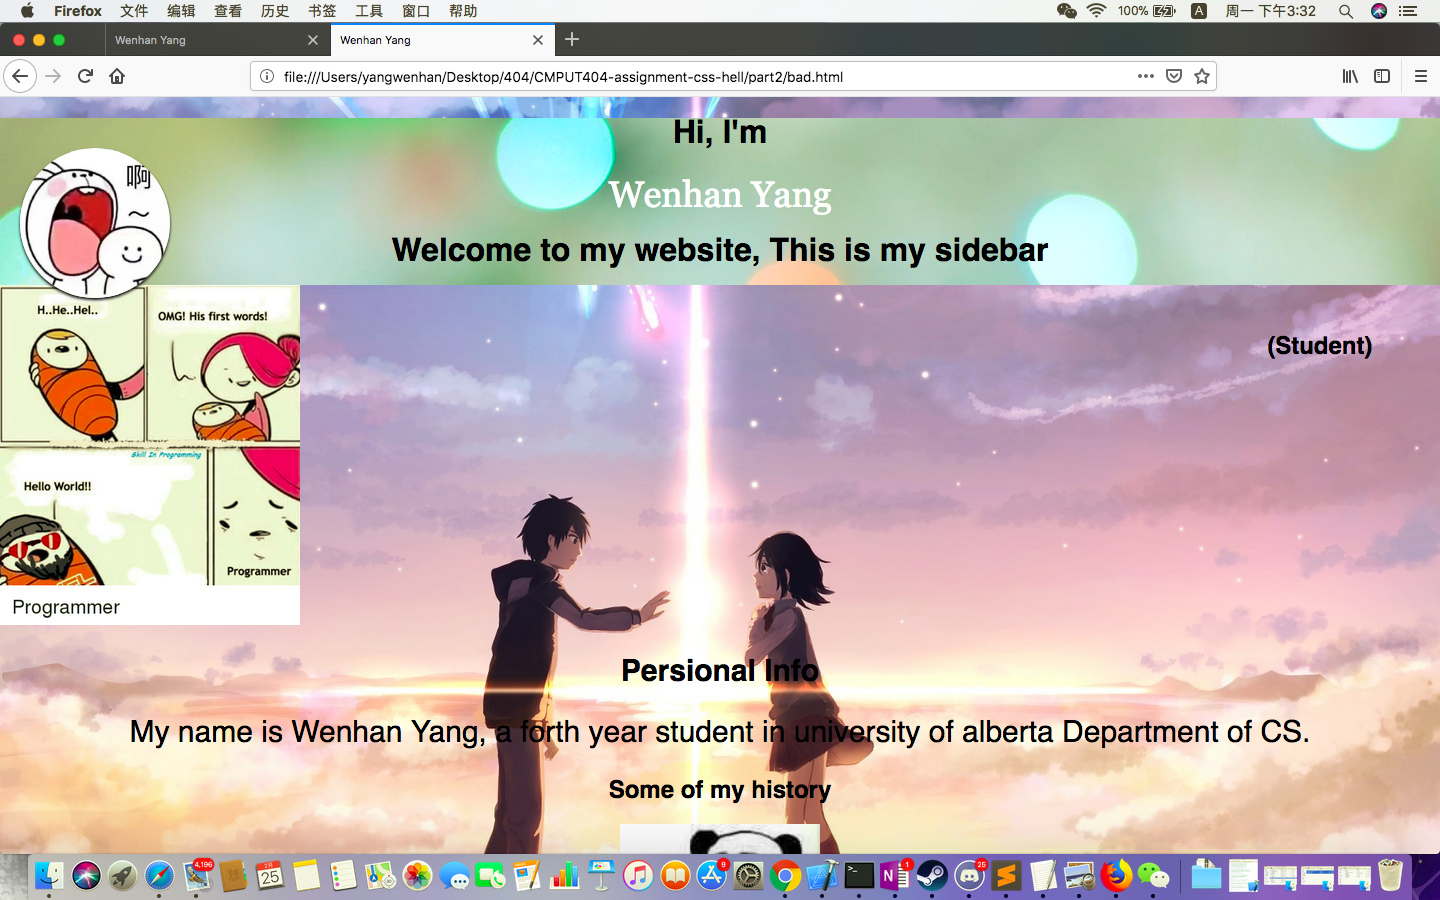 Firefox 文件 编辑 查看 历史 书签 工具 窗口 帮助 100% A 周一 下午3:32
Wenhan Yang
Wenhan Yang
file:///Users/yangwenhan/Desktop/404/CMPUT404-assignment-css-hell/part2/bad.html
Hi, I'm
啊
~
Wenhan Yang
Welcome to my website, This is my sidebar
H..He..Hel..
OMG! His first words!
(Student)
Skill In Programming
Hello World!!
Programmer
Programmer
Persional Info
My name is Wenhan Yang, a forth year student in university of alberta Department of CS.
Some of my history
4,196
2月
25
9
1
25